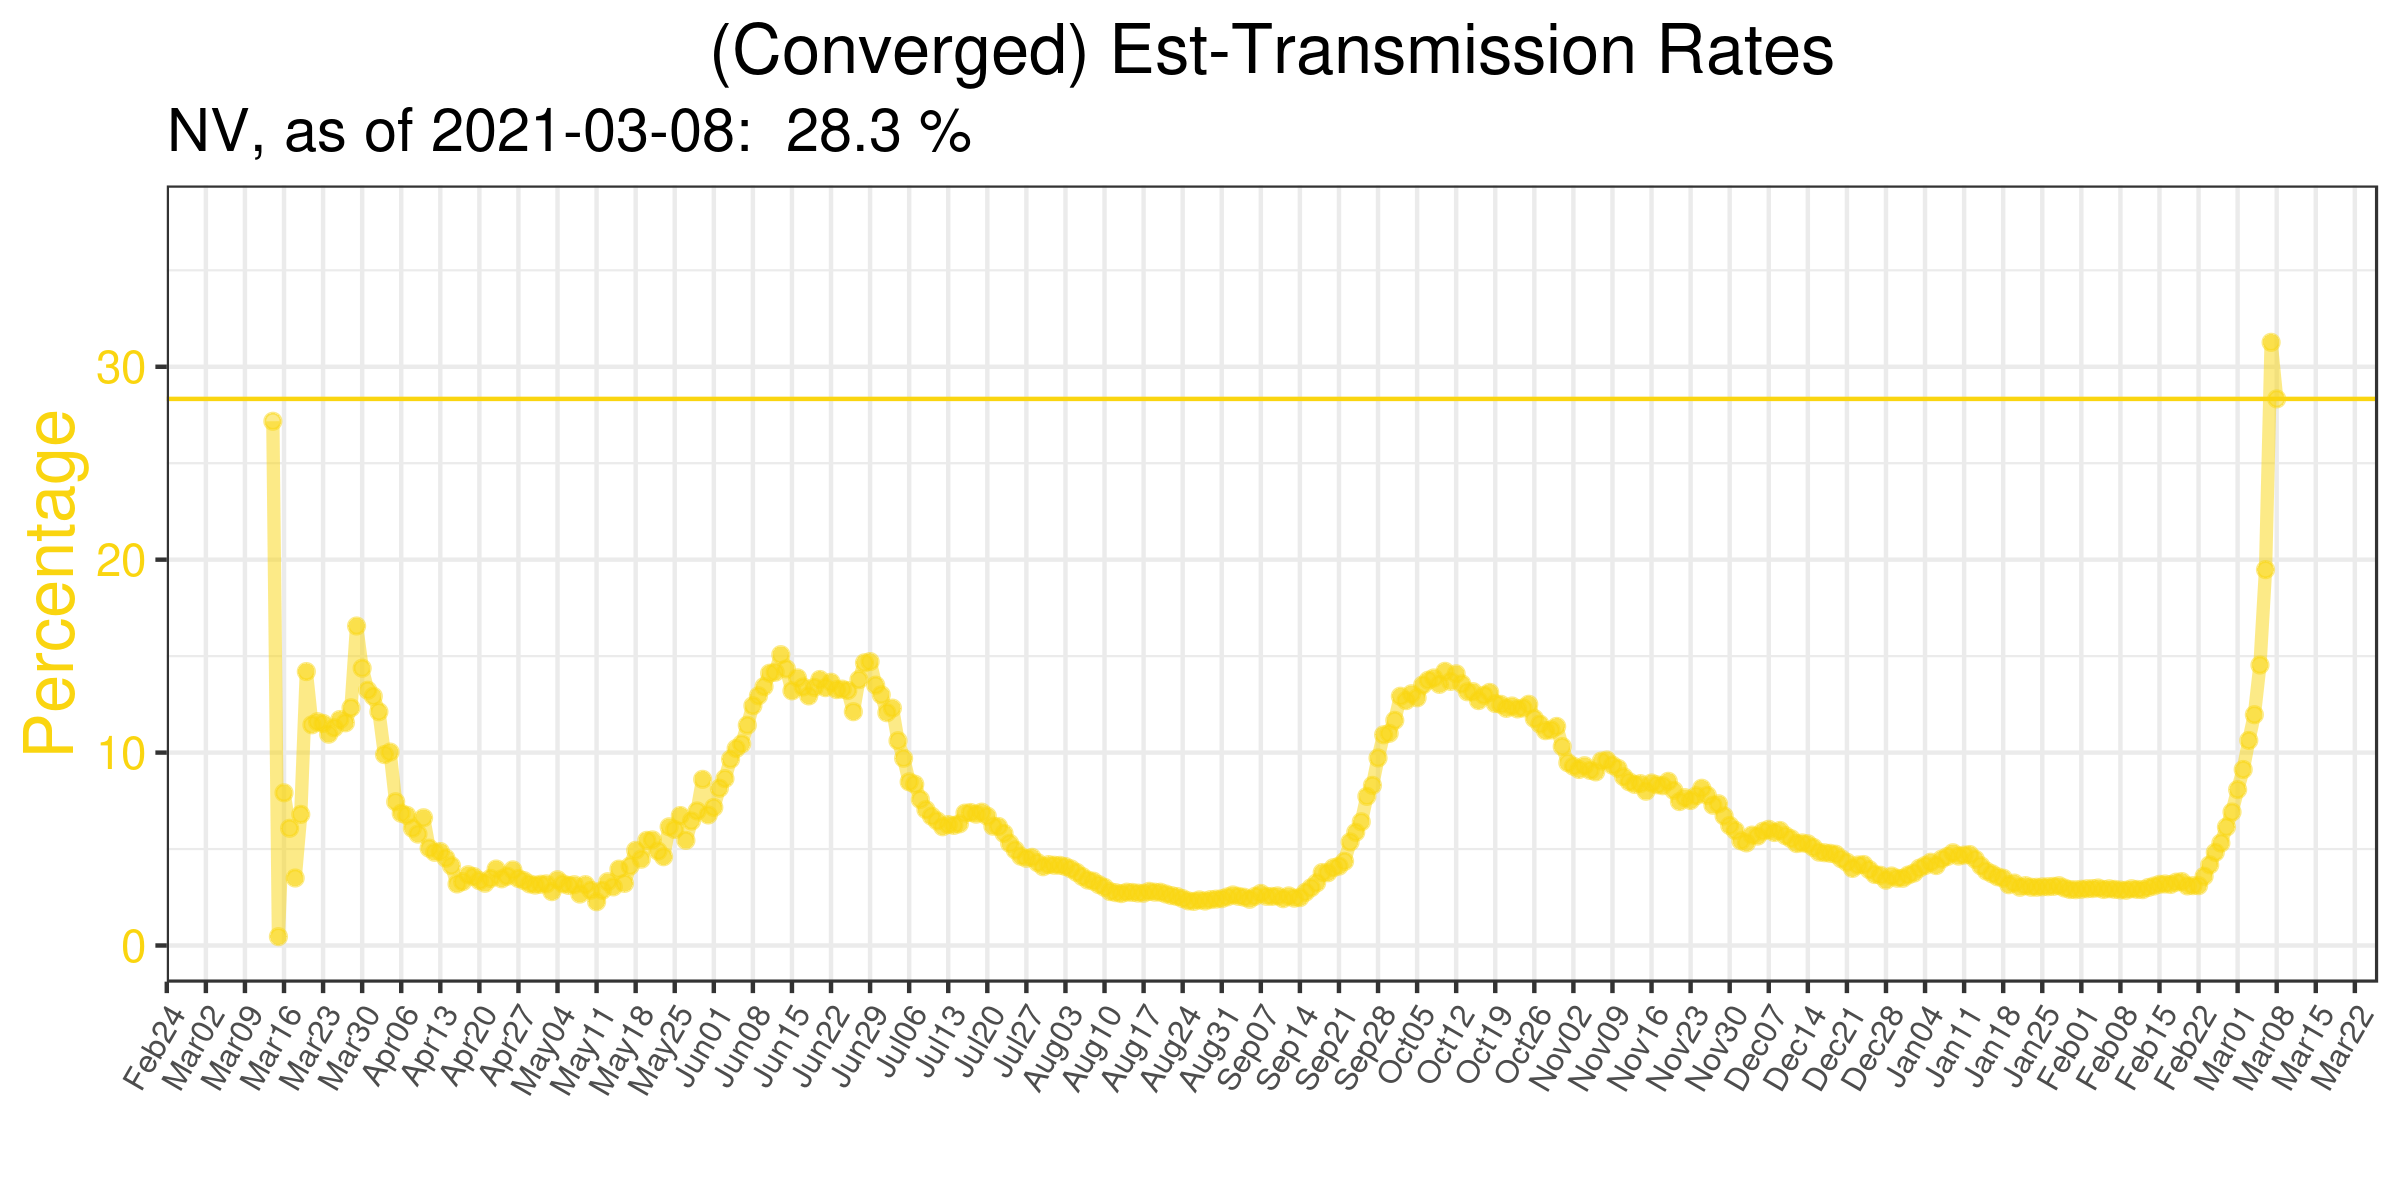 (Converged) Est-Transmission Rates
NV, as of 2021-03-08:  28.3 %
Percentage
30
20
10
0
Feb24
Mar02
Mar09
Mar16
Mar23
Mar30
Apr06
Apr13
Apr20
Apr27
May04
May11
May18
May25
Jun01
Jun08
Jun15
Jun22
Jun29
Jul06
Jul13
Jul20
Jul27
Aug03
Aug10
Aug17
Aug24
Aug31
Sep07
Sep14
Sep21
Sep28
Oct05
Oct12
Oct19
Oct26
Nov02
Nov09
Nov16
Nov23
Nov30
Dec07
Dec14
Dec21
Dec28
Jan04
Jan11
Jan18
Jan25
Feb01
Feb08
Feb15
Feb22
Mar01
Mar08
Mar15
Mar22